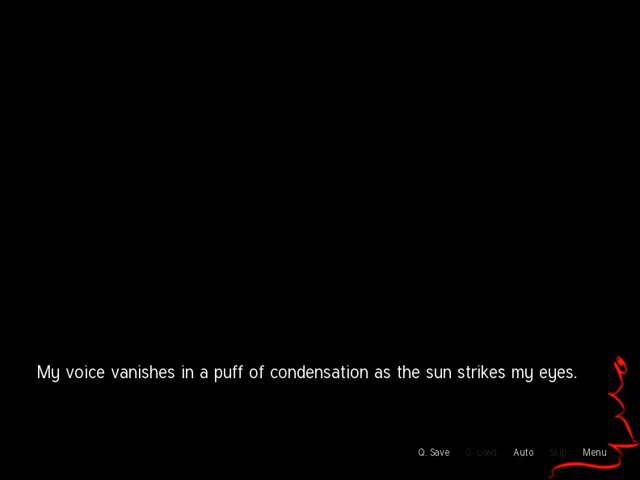 My voice vanishes in a puff of condensation as the sun strikes my eyes.
Q. Save Q. Load Auto Skip Menu